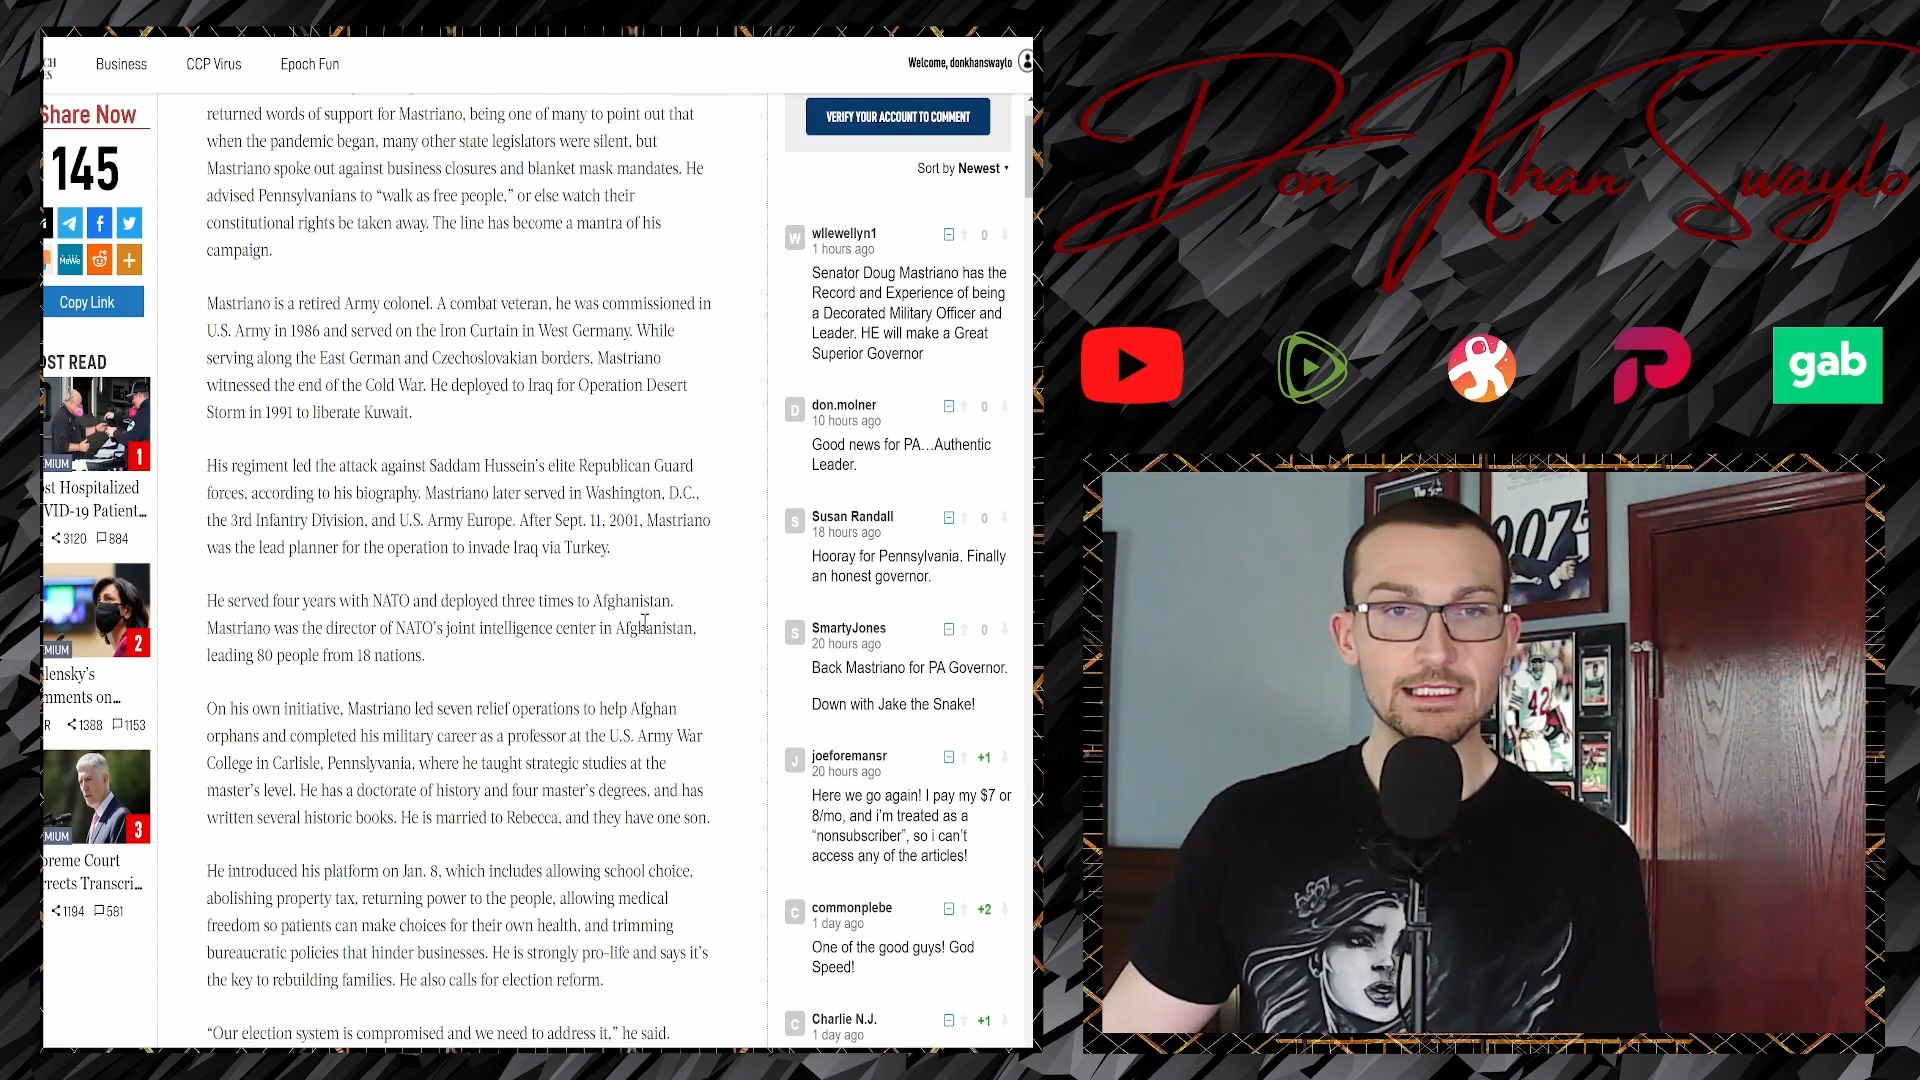 Business CCP Virus Epoch Fun
Welcome, donkhanswaylo
Share Now
145
MeWe
Copy Link
OST READ
MIUM
1
st Hospitalized
VID-19 Patient...
3120 884
MIUM
2
lensky's
mments on...
R 1388 1153
MIUM
3
preme Court
rrects Transcri...
1194 581
returned words of support for Mastriano, being one of many to point out that
when the pandemic began, many other state legislators were silent, but
Mastriano spoke out against business closures and blanket mask mandates. He
advised Pennsylvanians to “walk as free people,” or else watch their
constitutional rights be taken away. The line has become a mantra of his
campaign.
Mastriano is a retired Army colonel. A combat veteran, he was commissioned in
U.S. Army in 1986 and served on the Iron Curtain in West Germany. While
serving along the East German and Czechoslovakian borders, Mastriano
witnessed the end of the Cold War. He deployed to Iraq for Operation Desert
Storm in 1991 to liberate Kuwait.
His regiment led the attack against Saddam Hussein’s elite Republican Guard
forces, according to his biography. Mastriano later served in Washington, D.C.,
the 3rd Infantry Division, and U.S. Army Europe. After Sept. 11, 2001, Mastriano
was the lead planner for the operation to invade Iraq via Turkey.
He served four years with NATO and deployed three times to Afghanistan.
Mastriano was the director of NATO’s joint intelligence center in Afghanistan,
leading 80 people from 18 nations.
On his own initiative, Mastriano led seven relief operations to help Afghan
orphans and completed his military career as a professor at the U.S. Army War
College in Carlisle, Pennslyvania, where he taught strategic studies at the
master’s level. He has a doctorate of history and four master’s degrees, and has
written several historic books. He is married to Rebecca, and they have one son.
He introduced his platform on Jan. 8, which includes allowing school choice,
abolishing property tax, returning power to the people, allowing medical
freedom so patients can make choices for their own health, and trimming
bureaucratic policies that hinder businesses. He is strongly pro-life and says it’s
the key to rebuilding families. He also calls for election reform.
“Our election system is compromised and we need to address it,” he said.
VERIFY YOUR ACCOUNT TO COMMENT
Sort by Newest
W wllewellyn1 0
1 hours ago
Senator Doug Mastriano has the
Record and Experience of being
a Decorated Military Officer and
Leader. HE will make a Great
Superior Governor
D don.molner 0
10 hours ago
Good news for PA…Authentic
Leader.
S Susan Randall 0
18 hours ago
Hooray for Pennsylvania. Finally
an honest governor.
S SmartyJones 0
20 hours ago
Back Mastriano for PA Governor.
Down with Jake the Snake!
J joeforemansr +1
20 hours ago
Here we go again! I pay my $7 or
8/mo, and i’m treated as a
“nonsubscriber”, so i can’t
access any of the articles!
C commonplebe +2
1 day ago
One of the good guys! God
Speed!
C Charlie N.J. +1
1 day ago
Don Khan Swaylo
gab
007
42